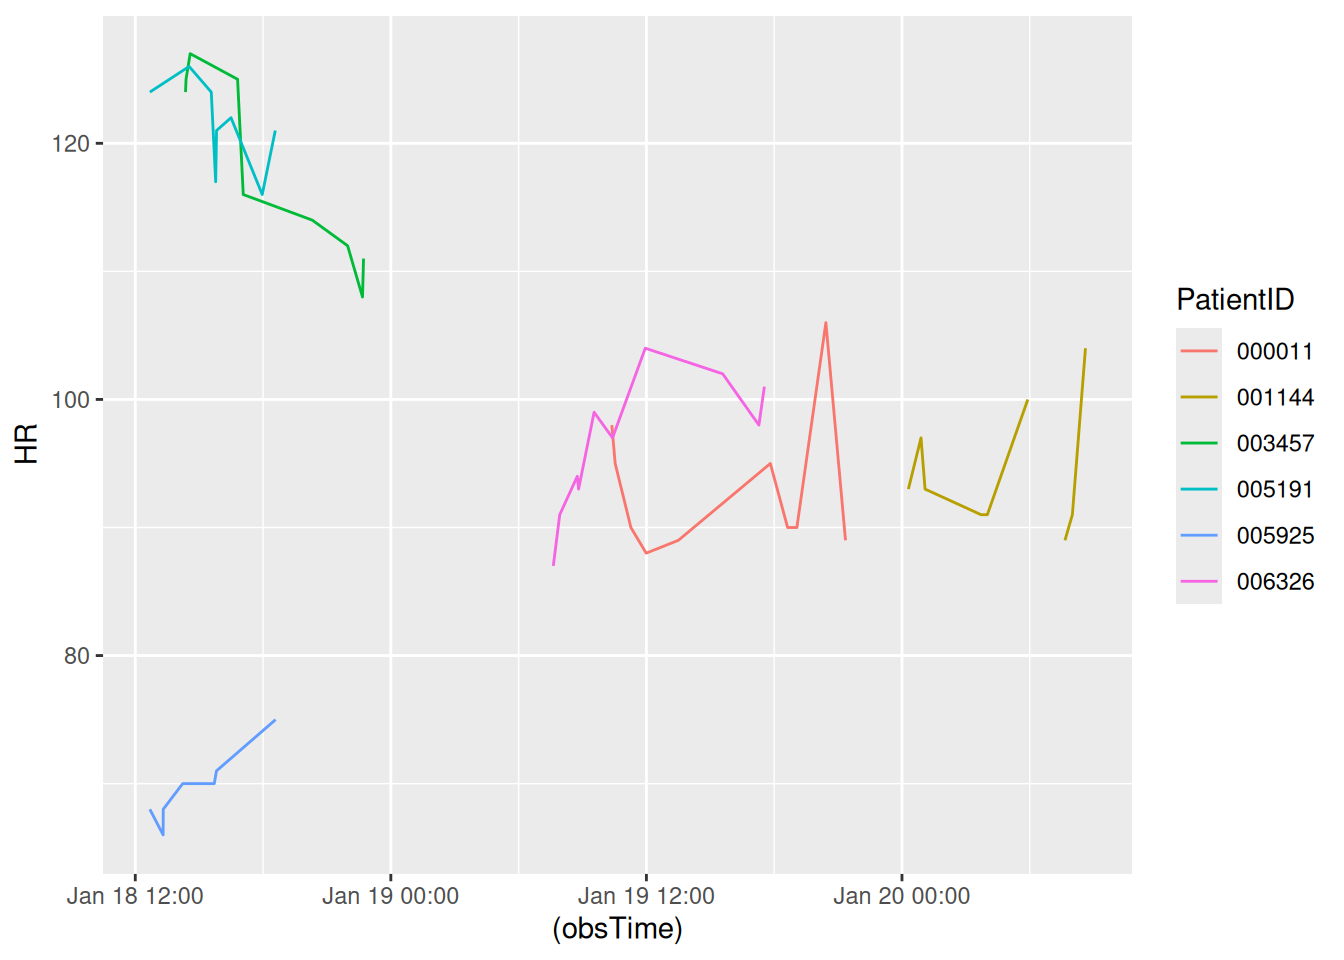 120
100
80
HR
Jan 18 12:00
Jan 19 00:00
Jan 19 12:00
Jan 20 00:00
(obsTime)
PatientID
000011
001144
003457
005191
005925
006326